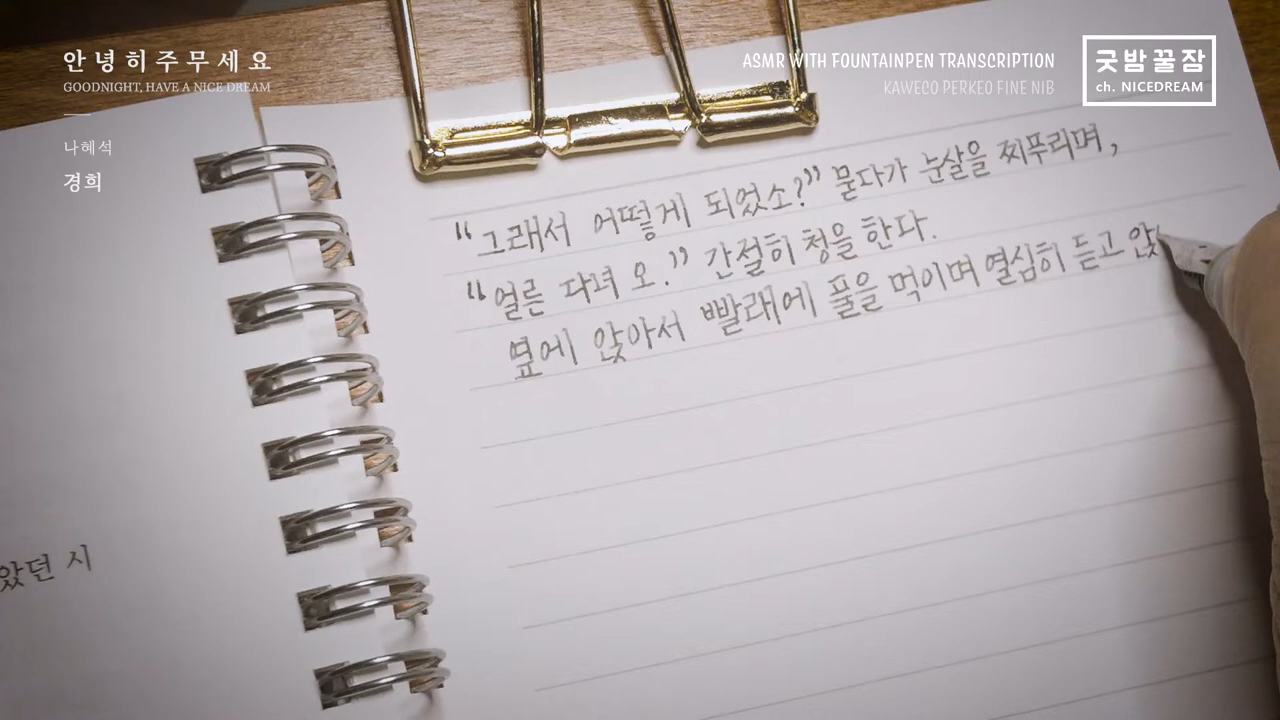 안녕히주무세요
GOODNIGHT, HAVE A NICE DREAM
나혜석
경희
ASMR WITH FOUNTAINPEN TRANSCRIPTION
KAWECO PERKEO FINE NIB
굿밤꿀잠
ch. NICEDREAM
“그래서 어떻게 되었소?” 묻다가 눈살을 찌푸리며,
“얼른 다녀 오.” 간절히 청을 한다.
옆에 앉아서 빨래에 풀을 먹이며 열심히 듣고 앉
았던 시